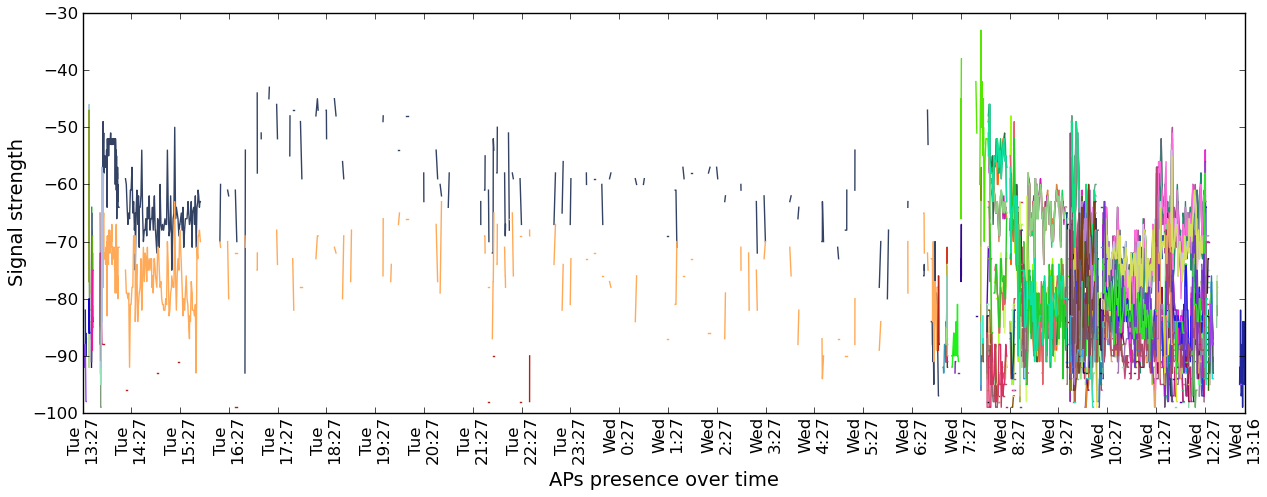 −30
−40
−50
−60
−70
−80
−90
−100
Signal strength
Tue
13:27
Tue
14:27
Tue
15:27
Tue
16:27
Tue
17:27
Tue
18:27
Tue
19:27
Tue
20:27
Tue
21:27
Tue
22:27
Tue
23:27
Wed
0:27
Wed
1:27
Wed
2:27
Wed
3:27
Wed
4:27
Wed
5:27
Wed
6:27
Wed
7:27
Wed
8:27
Wed
9:27
Wed
10:27
Wed
11:27
Wed
12:27
Wed
13:16
APs presence over time